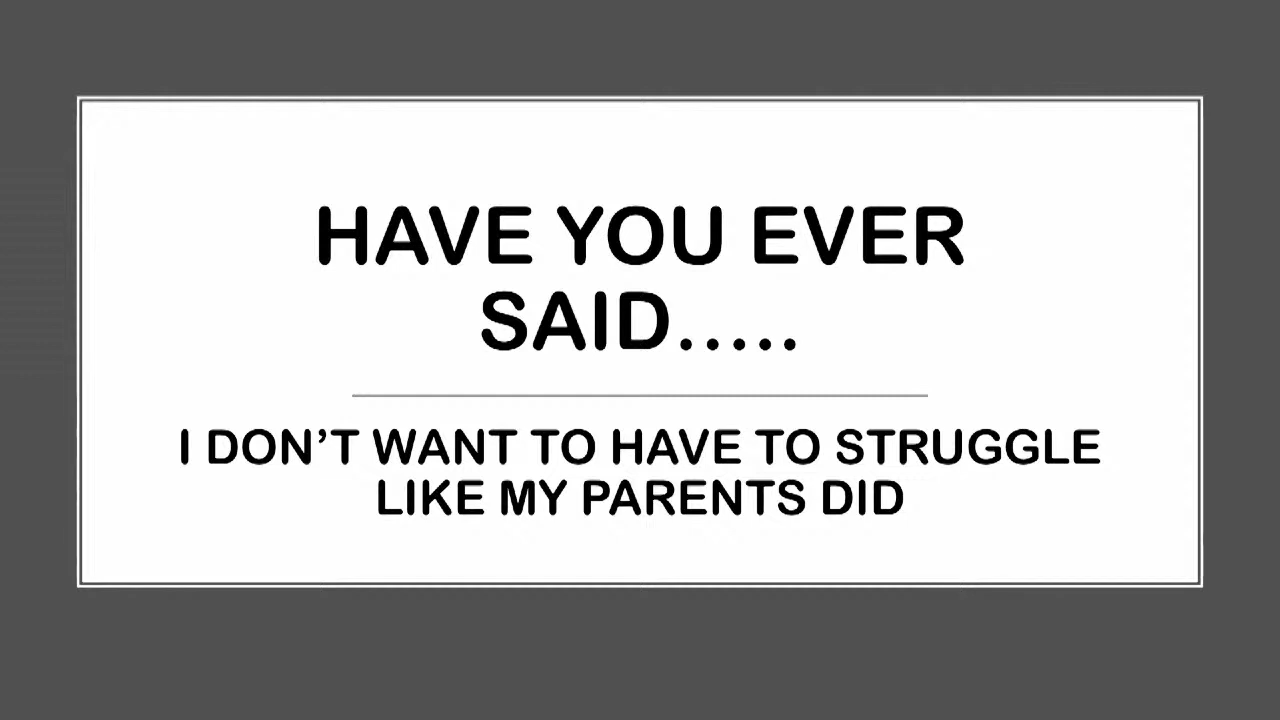 HAVE YOU EVER
SAID.....
I DON’T WANT TO HAVE TO STRUGGLE
LIKE MY PARENTS DID